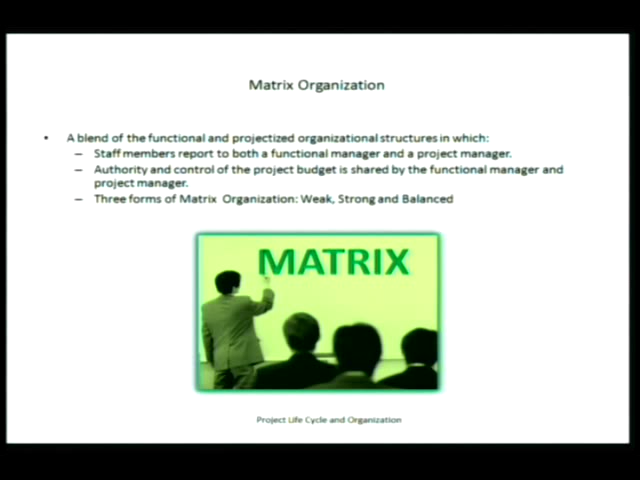 Matrix Organization
• A blend of the functional and projectized organizational structures in which:
– Staff members report to both a functional manager and a project manager.
– Authority and control of the project budget is shared by the functional manager and
project manager.
– Three forms of Matrix Organization: Weak, Strong and Balanced
MATRIX
Project Life Cycle and Organization